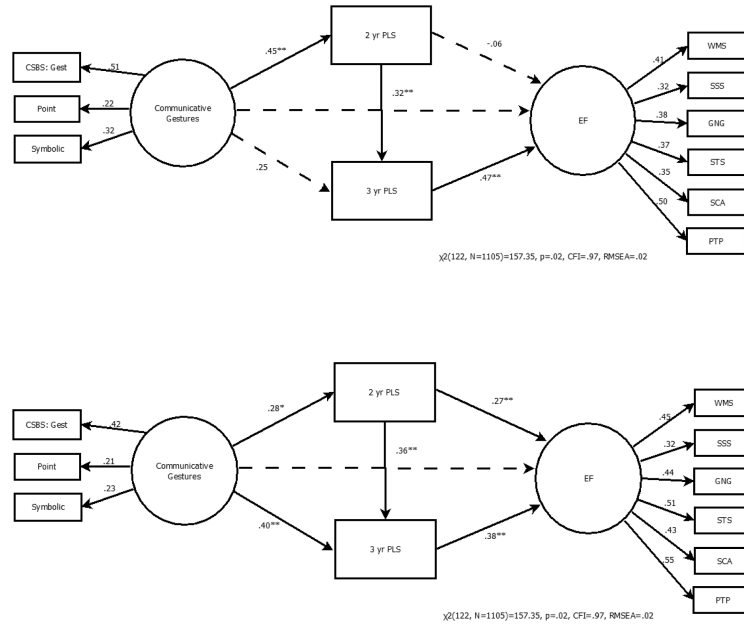 2 yr PLS
.45**
-.06
CSBS: Gest
.51
WMS
.41
.32
SSS
Point
.22
Communicative
Gestures
.32**
EF
.38
GNG
Symbolic
.32
.37
STS
.25
.35
3 yr PLS
.47**
SCA
.50
PTP
χ2(122, N=1105)=157.35, p=.02, CFI=.97, RMSEA=.02
2 yr PLS
.28*
.27**
CSBS: Gest
.42
WMS
.45
.32
SSS
Point
.21
Communicative
Gestures
.36**
EF
.44
GNG
Symbolic
.23
.51
STS
.40**
.43
3 yr PLS
.38**
SCA
.55
PTP
χ2(122, N=1105)=157.35, p=.02, CFI=.97, RMSEA=.02